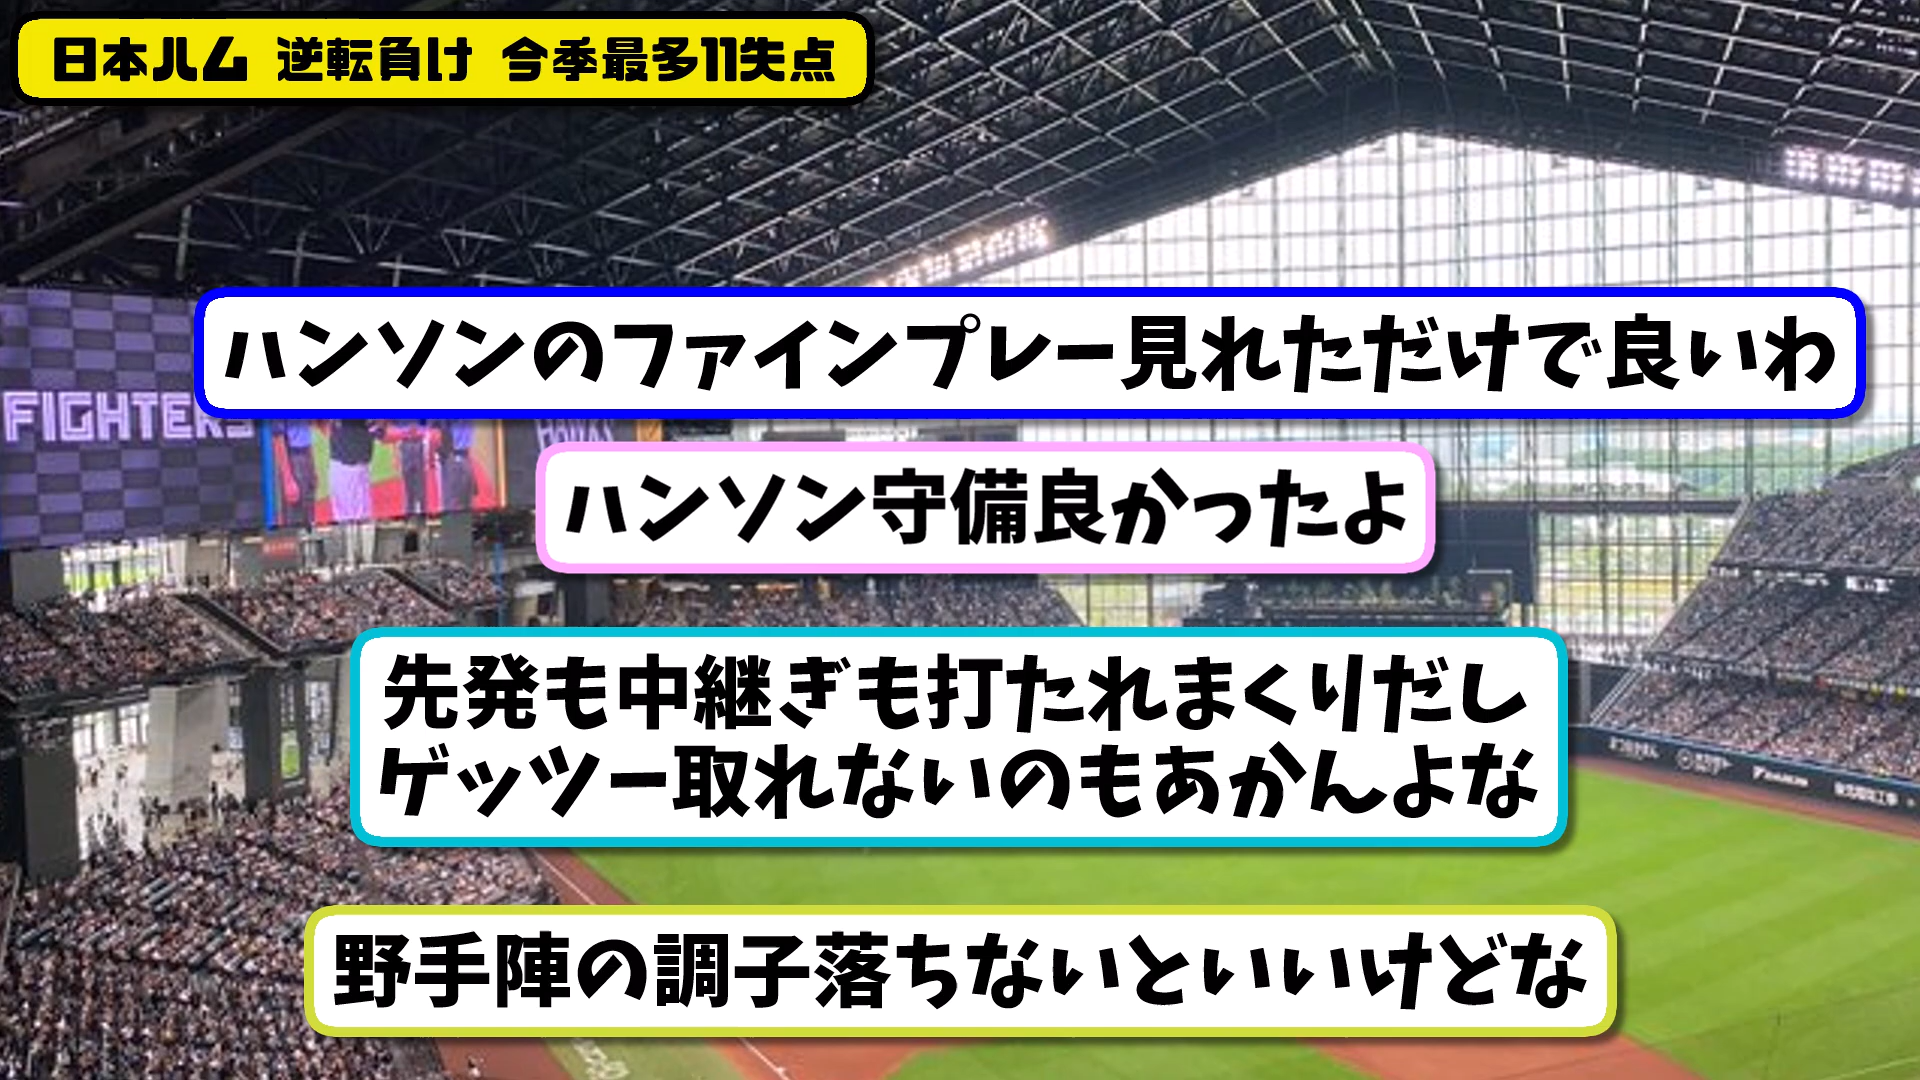 日本ハム 逆転負け 今季最多11失点
ハンソンのファインプレー見れただけで良いわ
FIGHTERS
HAWKS
ハンソン守備良かったよ
先発も中継ぎも打たれまくりだし
ゲッツー取れないのもあかんよな
野手陣の調子落ちないといいけどな